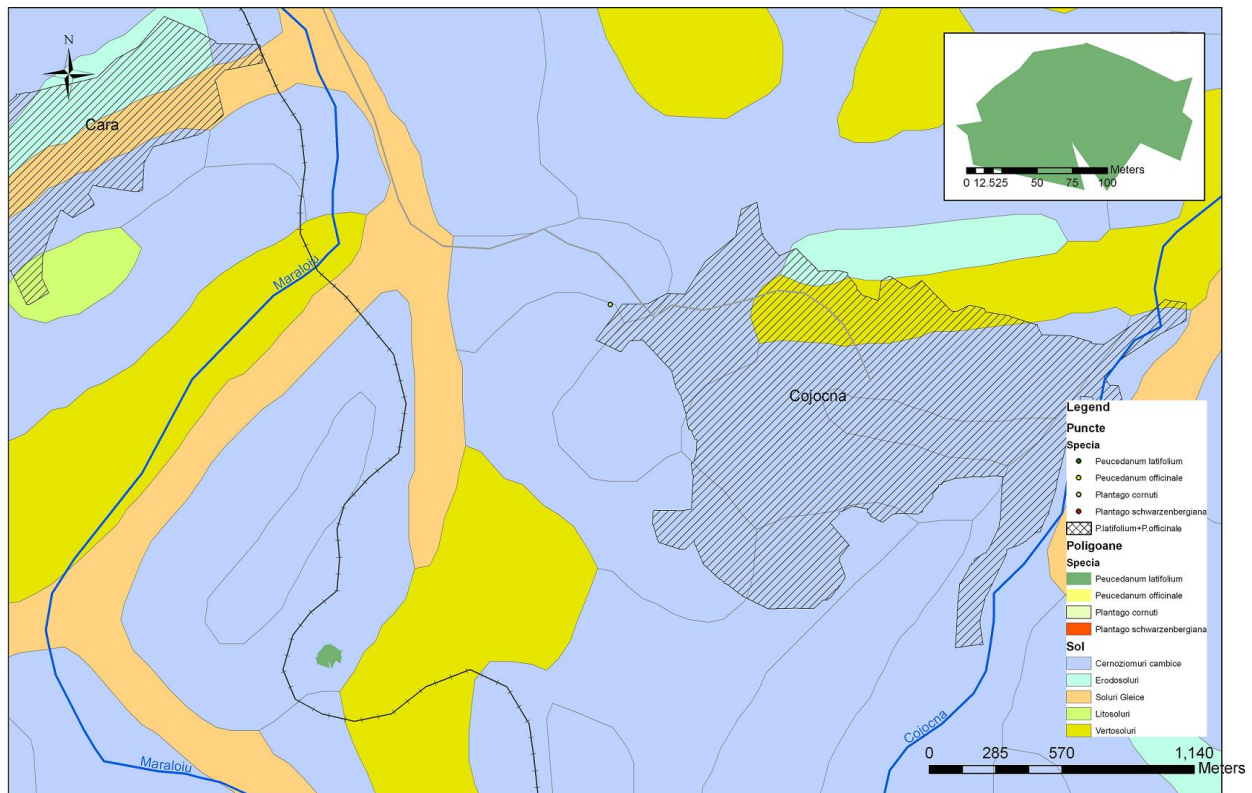 N
Cara
Meters
0 12.525 50 75 100
Maraloiu
Cojocna
Legend
Puncte
Specia
Peucedanum latifolium
Peucedanum officinale
Plantago cornuti
Plantago schwarzenbergiana
P.latifolium+P.officinale
Poligoane
Specia
Peucedanum latifolium
Peucedanum officinale
Plantago cornuti
Plantago schwarzenbergiana
Sol
Cernoziomuri cambice
Erodosoluri
Soluri Gleice
Litosoluri
Vertosoluri
Cojocna
Maraloiu
0 285 570 1,140
Meters